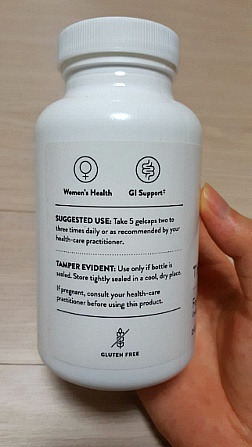 Women's Health GI Support†
SUGGESTED USE: Take 5 gelcaps two to
three times daily or as recommended by your
health-care practitioner.
TAMPER EVIDENT: Use only if bottle is
sealed. Store tightly sealed in a cool, dry place.
If pregnant, consult your health-care
practitioner before using this product.
GLUTEN FREE